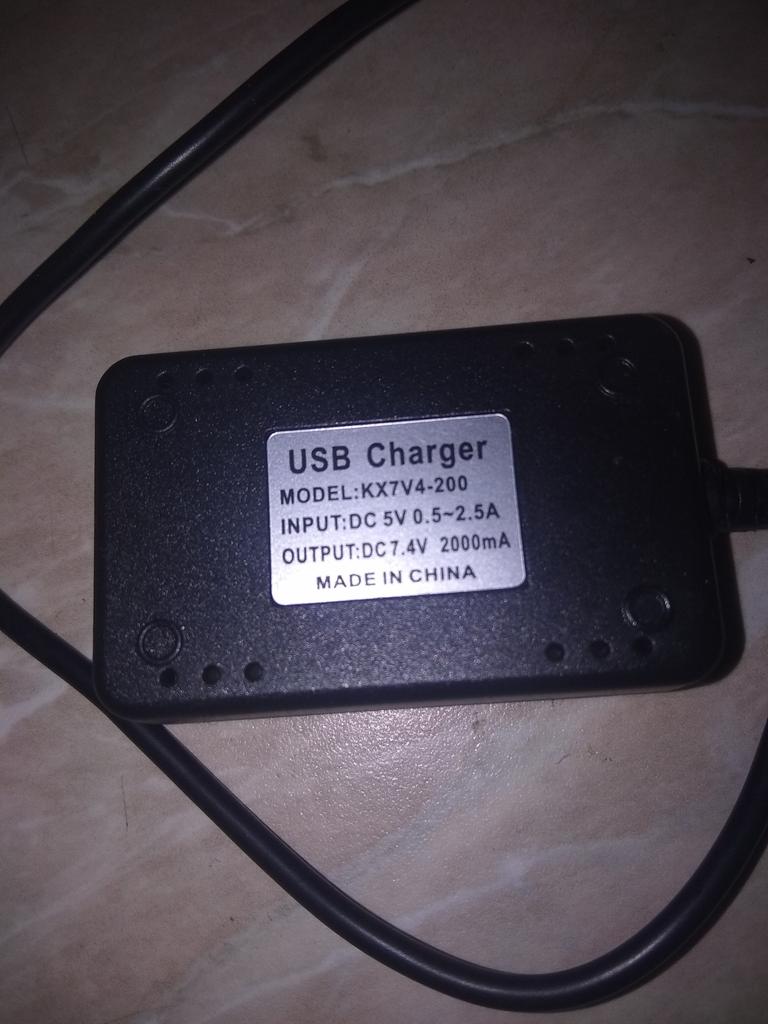 USB Charger
MODEL:KX7V4-200
INPUT:DC 5V 0.5~2.5A
OUTPUT:DC7.4V 2000mA
MADE IN CHINA